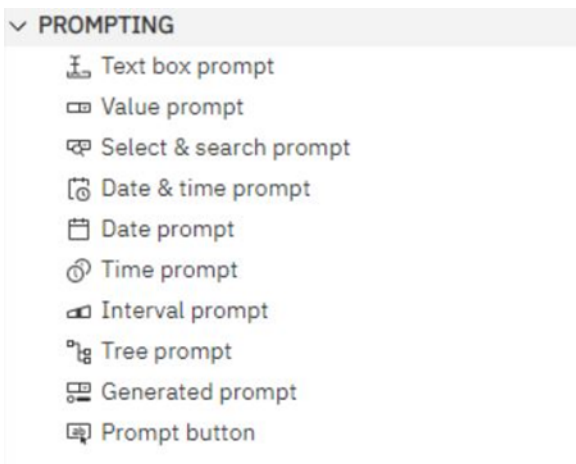 PROMPTING
Text box prompt
Value prompt
Select & search prompt
Date & time prompt
Date prompt
Time prompt
Interval prompt
Tree prompt
Generated prompt
Prompt button